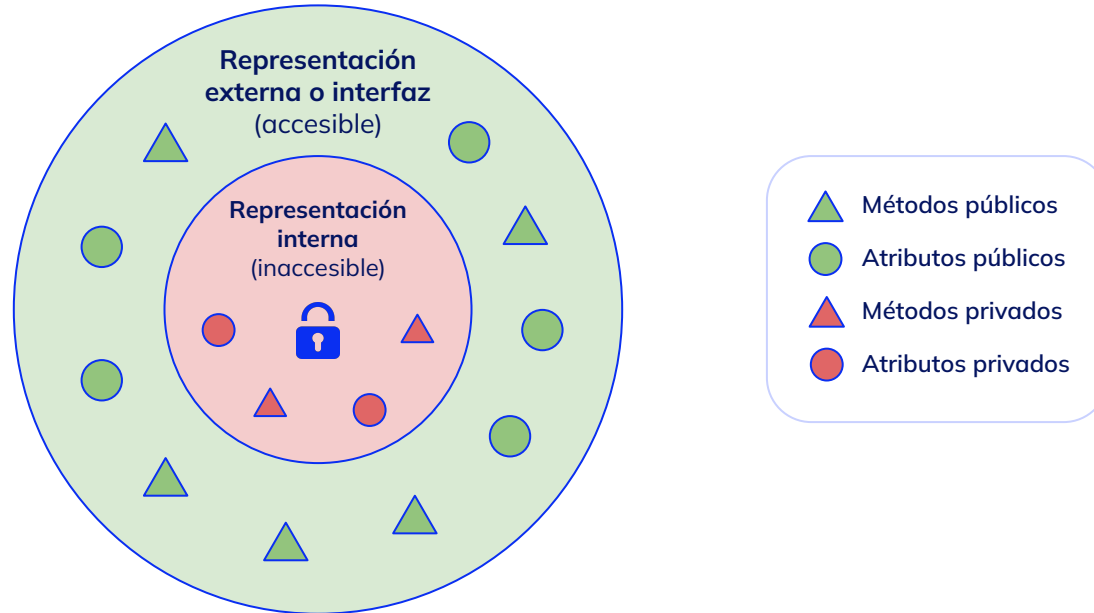 Representación
externa o interfaz
(accesible)
Representación
interna
(inaccesible)
Métodos públicos
Atributos públicos
Métodos privados
Atributos privados